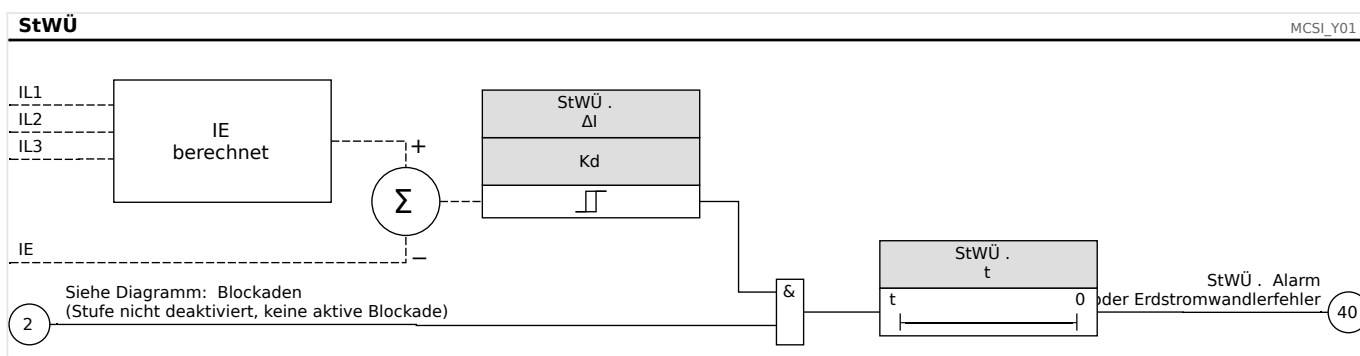 StWÜ
MCSI_Y01
IL1
IL2
IL3
IE
berechnet
+
Σ
−
IE
StWÜ .
ΔI
Kd
Siehe Diagramm: Blockaden
(Stufe nicht deaktiviert, keine aktive Blockade)
2
&
StWÜ .
t
t 0
StWÜ . Alarm
oder Erdstromwandlerfehler
40